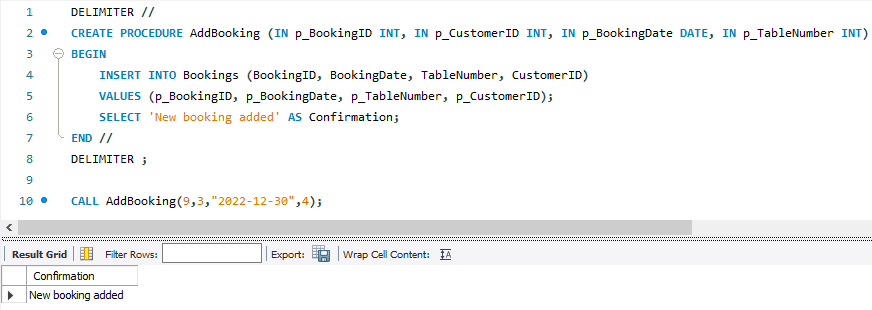 1 DELIMITER //
2 CREATE PROCEDURE AddBooking (IN p_BookingID INT, IN p_CustomerID INT, IN p_BookingDate DATE, IN p_TableNumber INT)
3 BEGIN
4 INSERT INTO Bookings (BookingID, BookingDate, TableNumber, CustomerID)
5 VALUES (p_BookingID, p_BookingDate, p_TableNumber, p_CustomerID);
6 SELECT 'New booking added' AS Confirmation;
7 END //
8 DELIMITER ;
9
10 CALL AddBooking(9,3,"2022-12-30",4);
Result Grid Filter Rows: Export: Wrap Cell Content: IA
Confirmation
New booking added